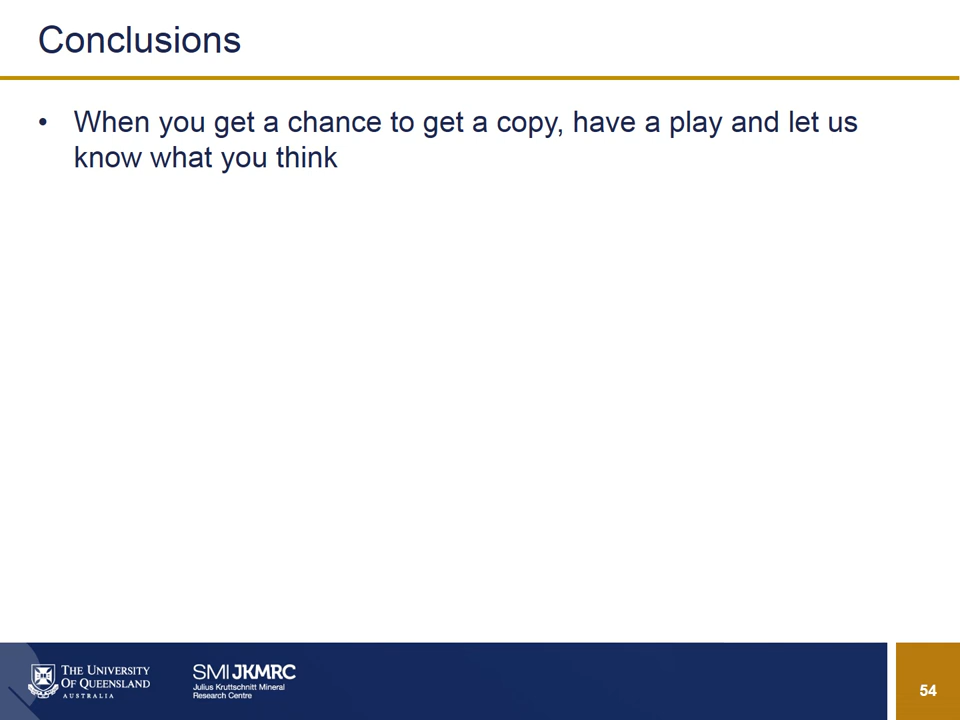 Conclusions
• When you get a chance to get a copy, have a play and let us
know what you think
THE UNIVERSITY
OF QUEENSLAND
AUSTRALIA
SMI JKMRC
Julius Kruttschnitt Mineral
Research Centre
54